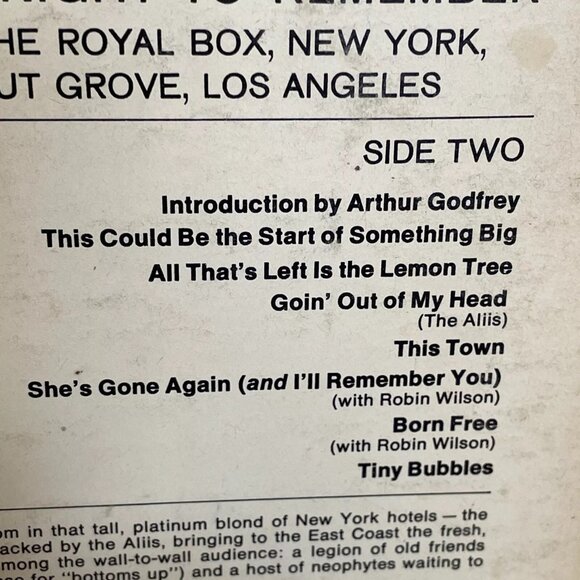 TO REMEMBER
HE ROYAL BOX, NEW YORK,
UT GROVE, LOS ANGELES
SIDE TWO
Introduction by Arthur Godfrey
This Could Be the Start of Something Big
All That's Left Is the Lemon Tree
Goin' Out of My Head
(The Aliis)
This Town
She's Gone Again (and I'll Remember You)
(with Robin Wilson)
Born Free
(with Robin Wilson)
Tiny Bubbles
om in that tall, platinum blond of New York hotels — the
acked by the Aliis, bringing to the East Coast the fresh,
mong the wall-to-wall audience: a legion of old friends
for "bottoms up") and a host of neophytes waiting to